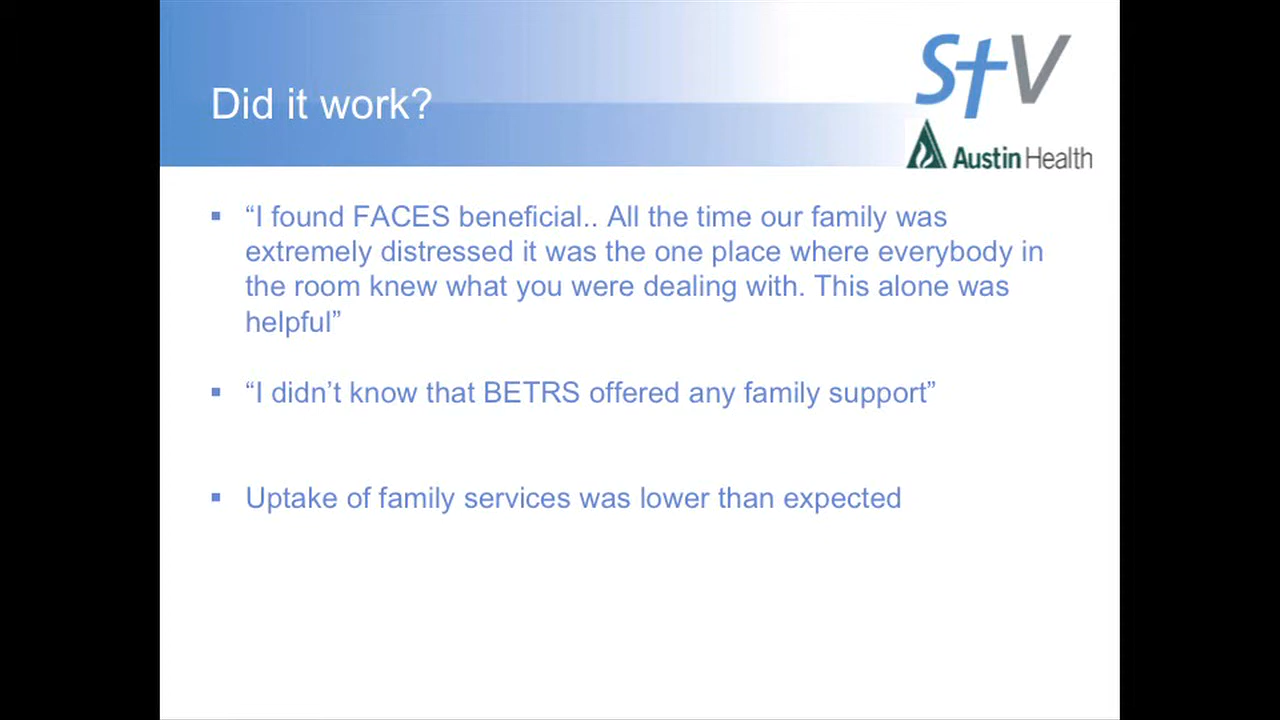 StV
Did it work?
Austin Health
▪ “I found FACES beneficial.. All the time our family was
extremely distressed it was the one place where everybody in
the room knew what you were dealing with. This alone was
helpful”
▪ “I didn’t know that BETRS offered any family support”
▪ Uptake of family services was lower than expected